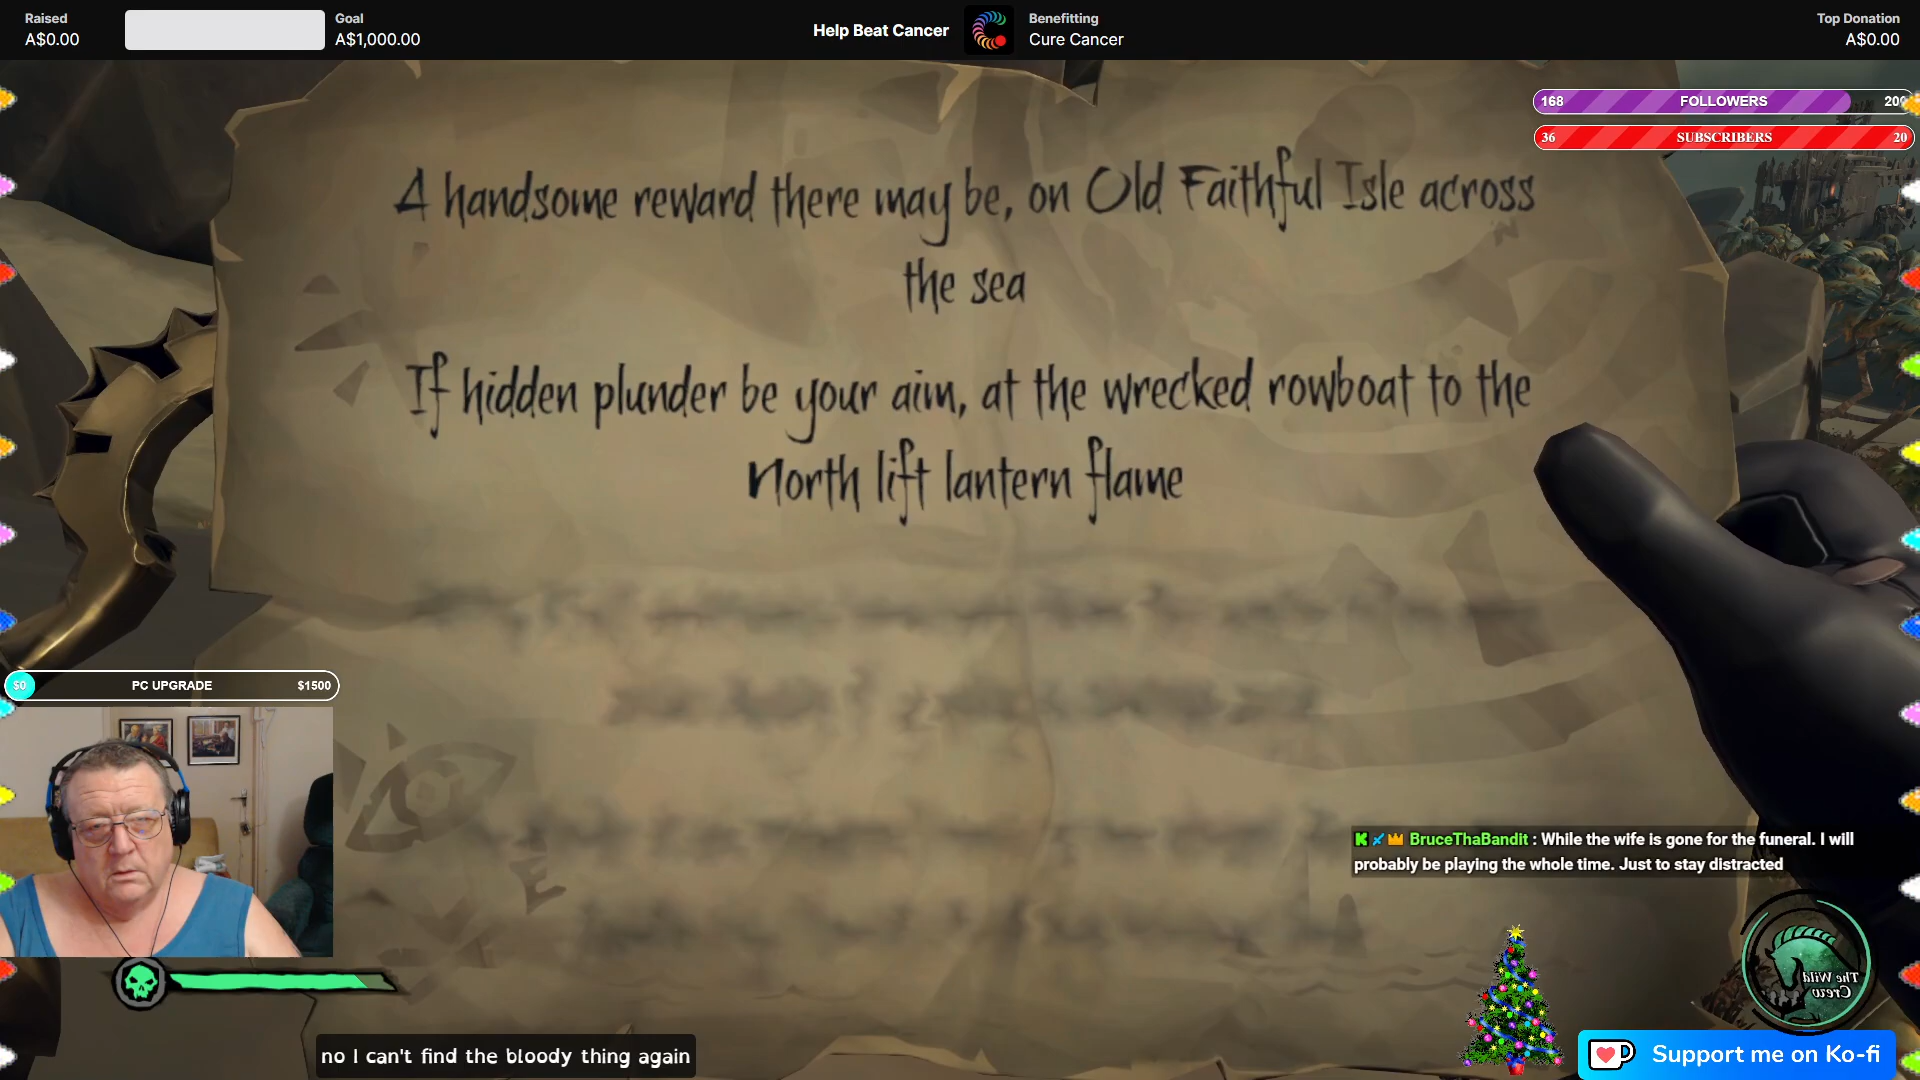 Raised
A$0.00
Goal
A$1,000.00
Help Beat Cancer
Benefitting
Cure Cancer
Top Donation
A$0.00
168 FOLLOWERS 200
36 SUBSCRIBERS 20
A handsome reward there may be, on Old Faithful Isle across
the sea
If hidden plunder be your aim, at the wrecked rowboat to the
North lift lantern flame
$0 PC UPGRADE $1500
BruceThaBandit : While the wife is gone for the funeral. I will
probably be playing the whole time. Just to stay distracted
The Wild
Crew
no I can't find the bloody thing again
Support me on Ko-fi